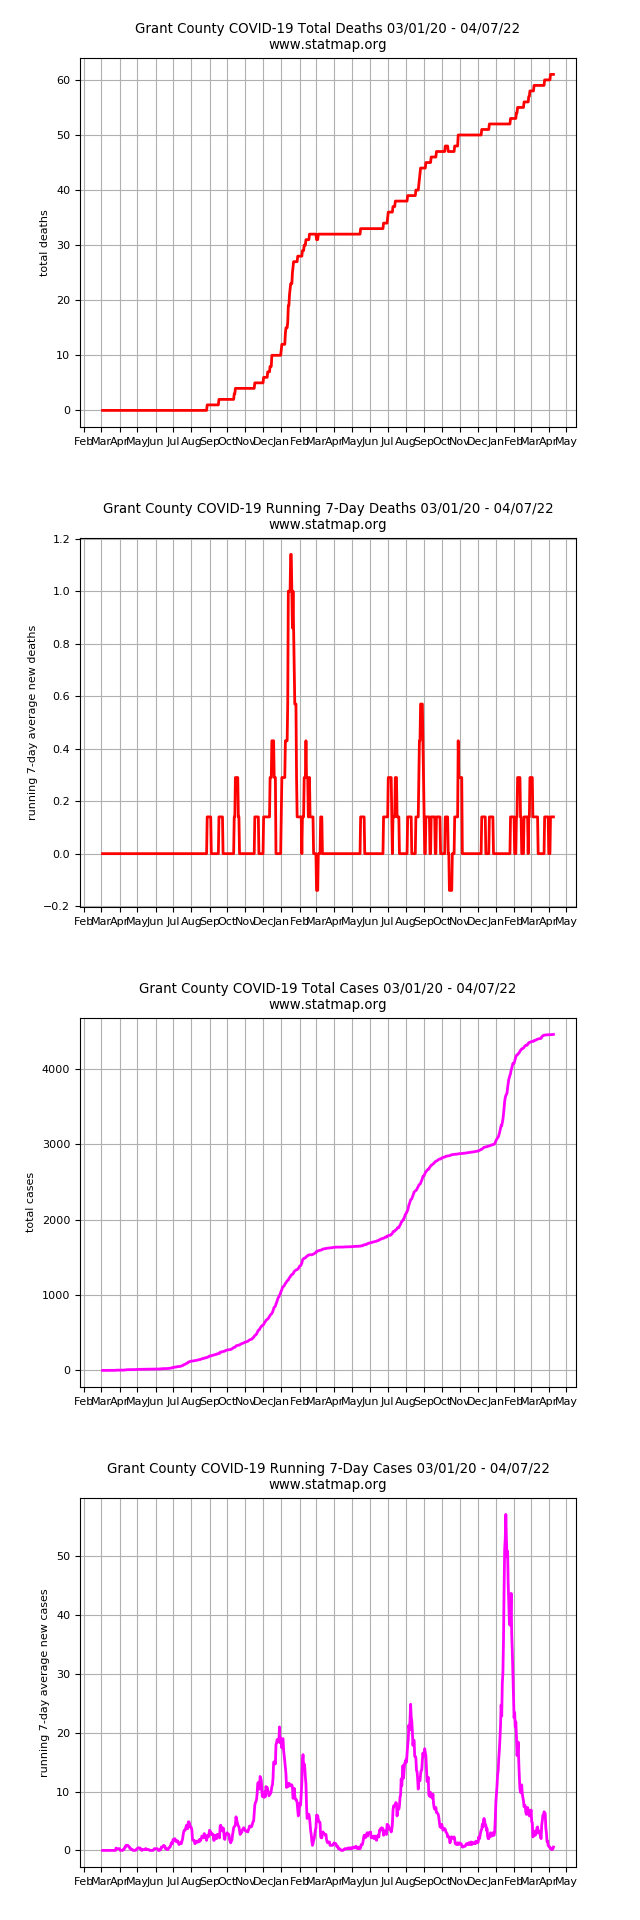 Grant County COVID-19 Total Deaths 03/01/20 - 04/07/22
www.statmap.org
60
50
40
30
20
10
0
total deaths
Feb Mar Apr May Jun Jul Aug Sep Oct Nov Dec Jan Feb Mar Apr May Jun Jul Aug Sep Oct Nov Dec Jan Feb Mar Apr May
Grant County COVID-19 Running 7-Day Deaths 03/01/20 - 04/07/22
www.statmap.org
1.2
1.0
0.8
0.6
0.4
0.2
0.0
−0.2
running 7-day average new deaths
Feb Mar Apr May Jun Jul Aug Sep Oct Nov Dec Jan Feb Mar Apr May Jun Jul Aug Sep Oct Nov Dec Jan Feb Mar Apr May
Grant County COVID-19 Total Cases 03/01/20 - 04/07/22
www.statmap.org
4000
3000
2000
1000
0
total cases
Feb Mar Apr May Jun Jul Aug Sep Oct Nov Dec Jan Feb Mar Apr May Jun Jul Aug Sep Oct Nov Dec Jan Feb Mar Apr May
Grant County COVID-19 Running 7-Day Cases 03/01/20 - 04/07/22
www.statmap.org
50
40
30
20
10
0
running 7-day average new cases
Feb Mar Apr May Jun Jul Aug Sep Oct Nov Dec Jan Feb Mar Apr May Jun Jul Aug Sep Oct Nov Dec Jan Feb Mar Apr May